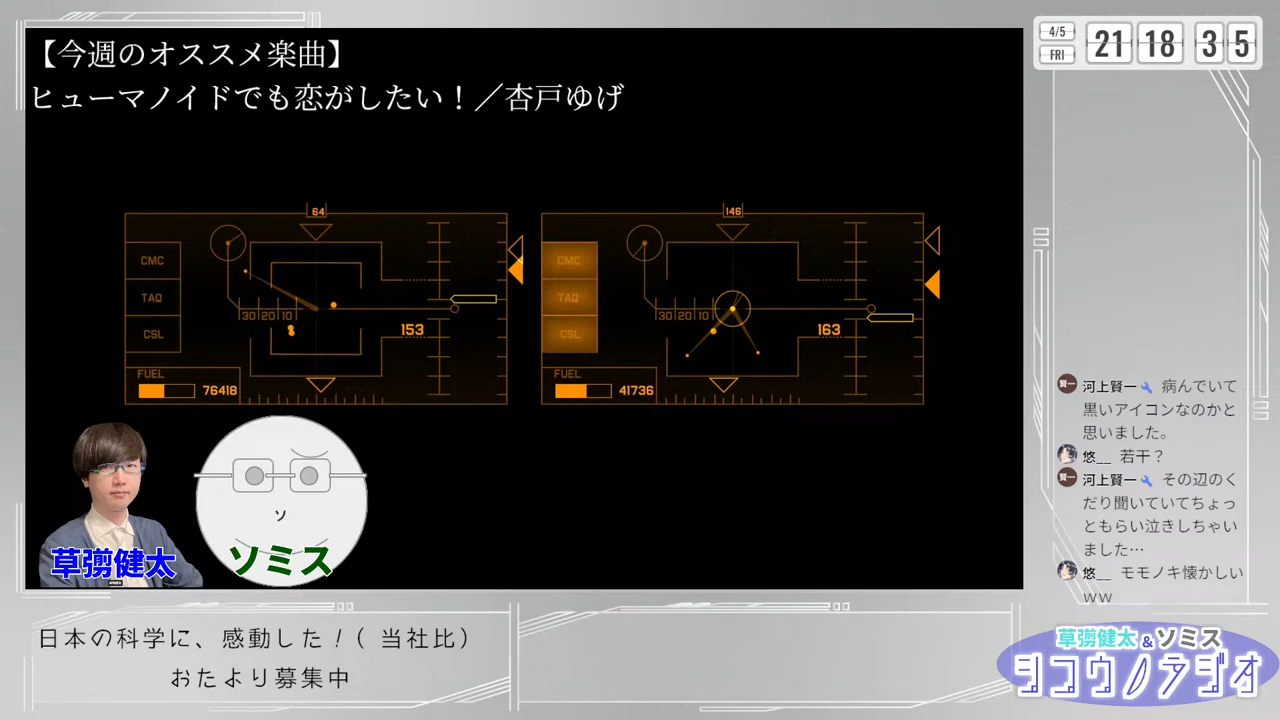 【今週のオススメ楽曲】
ヒューマノイドでも恋がしたい!／杏戸ゆげ
4/5
FRI
21 18 35
64
CMC
TAQ
CSL
30 20 10
153
FUEL
76418
146
CMC
TAQ
CSL
30 20 10
163
FUEL
41736
ソ
草彅健太
ソミス
賢一 河上賢一 病んでいて
黒いアイコンなのかと
思いました。
悠__ 若干?
賢一 河上賢一 その辺のく
だり聞いていてちょっ
ともらい泣きしちゃい
ました…
悠__ モモノキ懐かしい
ｗｗ
日本の科学に、感動した!(当社比)
おたより募集中
草彅健太&ソミス
シコウノラジオ